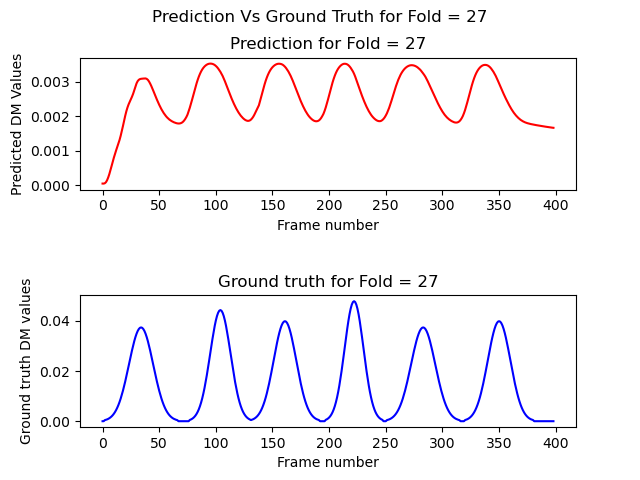 Prediction Vs Ground Truth for Fold = 27
Prediction for Fold = 27
Predicted DM Values
0.003
0.002
0.001
0.000
0 50 100 150 200 250 300 350 400
Frame number
Ground truth for Fold = 27
Ground truth DM values
0.04
0.02
0.00
0 50 100 150 200 250 300 350 400
Frame number